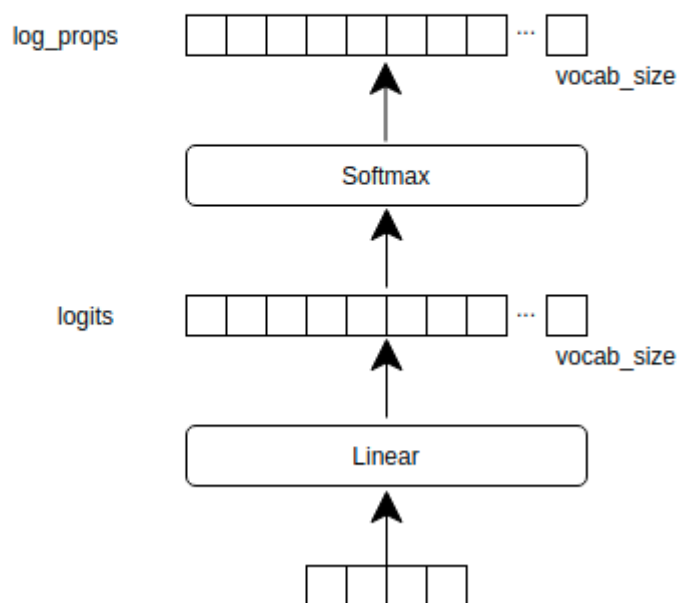 log_props
...
vocab_size
Softmax
logits
...
vocab_size
Linear